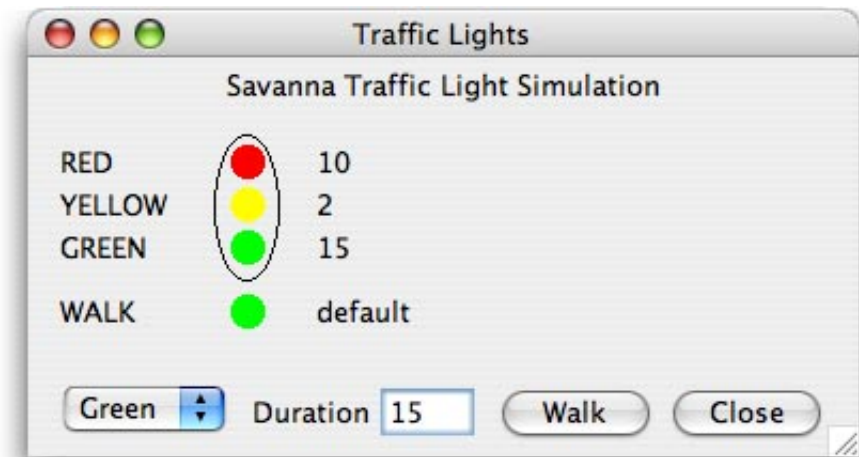 Traffic Lights
Savanna Traffic Light Simulation
RED 10
YELLOW 2
GREEN 15
WALK default
Green Duration 15 Walk Close